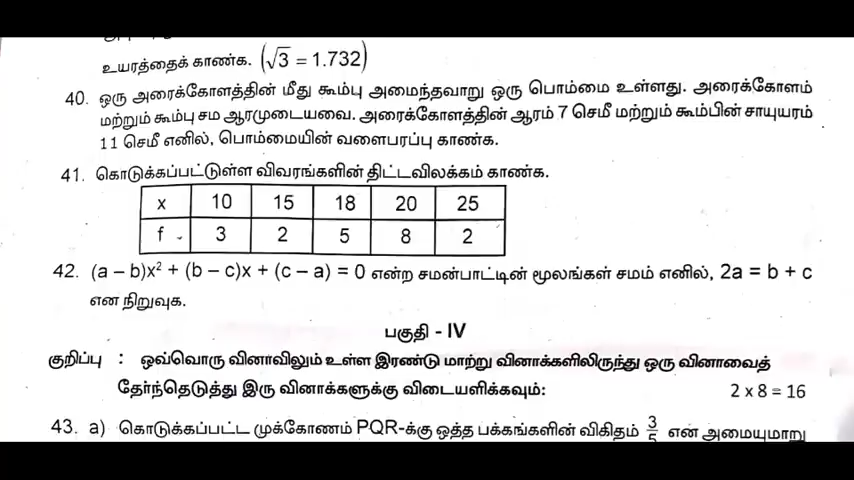 உயரத்தைக் காண்க. (√3 = 1.732)
40. ஒரு அரைக்கோளத்தின் மீது கூம்பு அமைந்தவாறு ஒரு பொம்மை உள்ளது. அரைக்கோளம்
மற்றும் கூம்பு சம ஆரமுடையவை. அரைக்கோளத்தின் ஆரம் 7 செமீ மற்றும் கூம்பின் சாயுயரம்
11 செமீ எனில், பொம்மையின் வளைபரப்பு காண்க.
41. கொடுக்கப்பட்டுள்ள விவரங்களின் திட்டவிலக்கம் காண்க.
x 10 15 18 20 25
f 3 2 5 8 2
42. (a – b)x² + (b – c)x + (c – a) = 0 என்ற சமன்பாட்டின் மூலங்கள் சமம் எனில், 2a = b + c
என நிறுவுக.
பகுதி - IV
குறிப்பு : ஒவ்வொரு வினாவிலும் உள்ள இரண்டு மாற்று வினாக்களிலிருந்து ஒரு வினாவைத்
தேர்ந்தெடுத்து இரு வினாக்களுக்கு விடையளிக்கவும்: 2 x 8 = 16
43. a) கொடுக்கப்பட்ட முக்கோணம் PQR-க்கு ஒத்த பக்கங்களின் விகிதம் 3/5 என அமையுமாறு